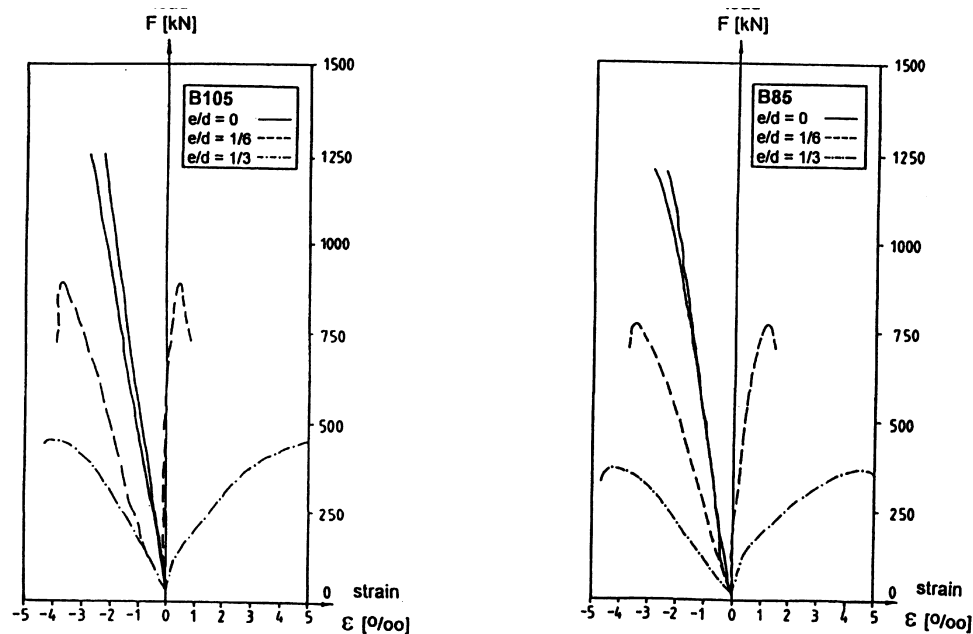 F [kN]
1500
B105
e/d = 0
e/d = 1/6
e/d = 1/3
1250
1000
750
500
250
0
strain
-5 -4 -3 -2 -1 0 1 2 3 4 5
ε [º/oo]
F [kN]
1500
B85
e/d = 0
e/d = 1/6
e/d = 1/3
1250
1000
750
500
250
0
strain
-5 -4 -3 -2 -1 0 1 2 3 4 5
ε [º/oo]